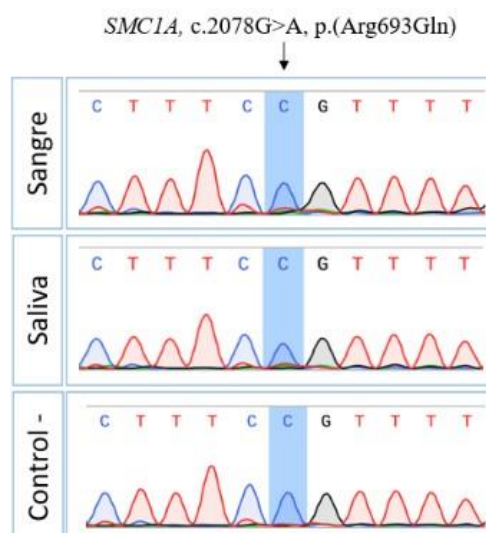 SMC1A, c.2078G>A, p.(Arg693Gln)
Sangre
C T T T C C G T T T T
Saliva
C T T T C C G T T T T
Control -
C T T T C C G T T T T